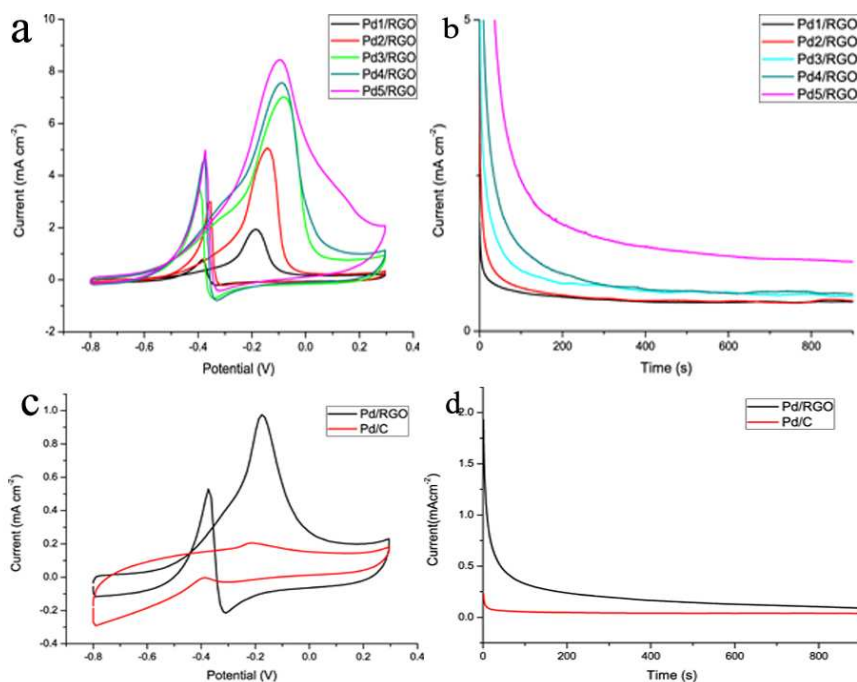 a
Pd1/RGO
Pd2/RGO
Pd3/RGO
Pd4/RGO
Pd5/RGO
Current (mA cm⁻²)
10
8
6
4
2
0
-2
-0.8 -0.6 -0.4 -0.2 0.0 0.2 0.4
Potential (V)
b
Pd1/RGO
Pd2/RGO
Pd3/RGO
Pd4/RGO
Pd5/RGO
Current (mA cm⁻²)
5
0
0 200 400 600 800
Time (s)
c
Pd/RGO
Pd/C
Current (mA cm⁻²)
1.0
0.8
0.6
0.4
0.2
0.0
-0.2
-0.4
-0.8 -0.6 -0.4 -0.2 0.0 0.2 0.4
Potential (V)
d
Pd/RGO
Pd/C
Current(mAcm⁻²)
2.0
1.5
1.0
0.5
0.0
0 200 400 600 800
Time (s)